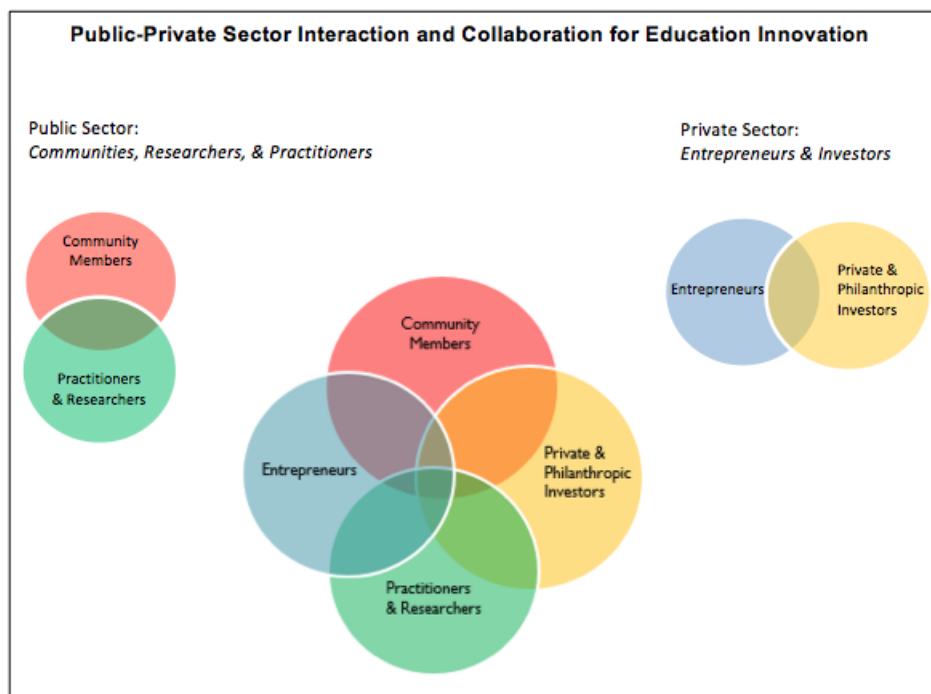 Public-Private Sector Interaction and Collaboration for Education Innovation
Public Sector:
Communities, Researchers, & Practitioners
Private Sector:
Entrepreneurs & Investors
Community
Members
Practitioners
& Researchers
Entrepreneurs
Private &
Philanthropic
Investors
Community
Members
Entrepreneurs
Private &
Philanthropic
Investors
Practitioners
& Researchers